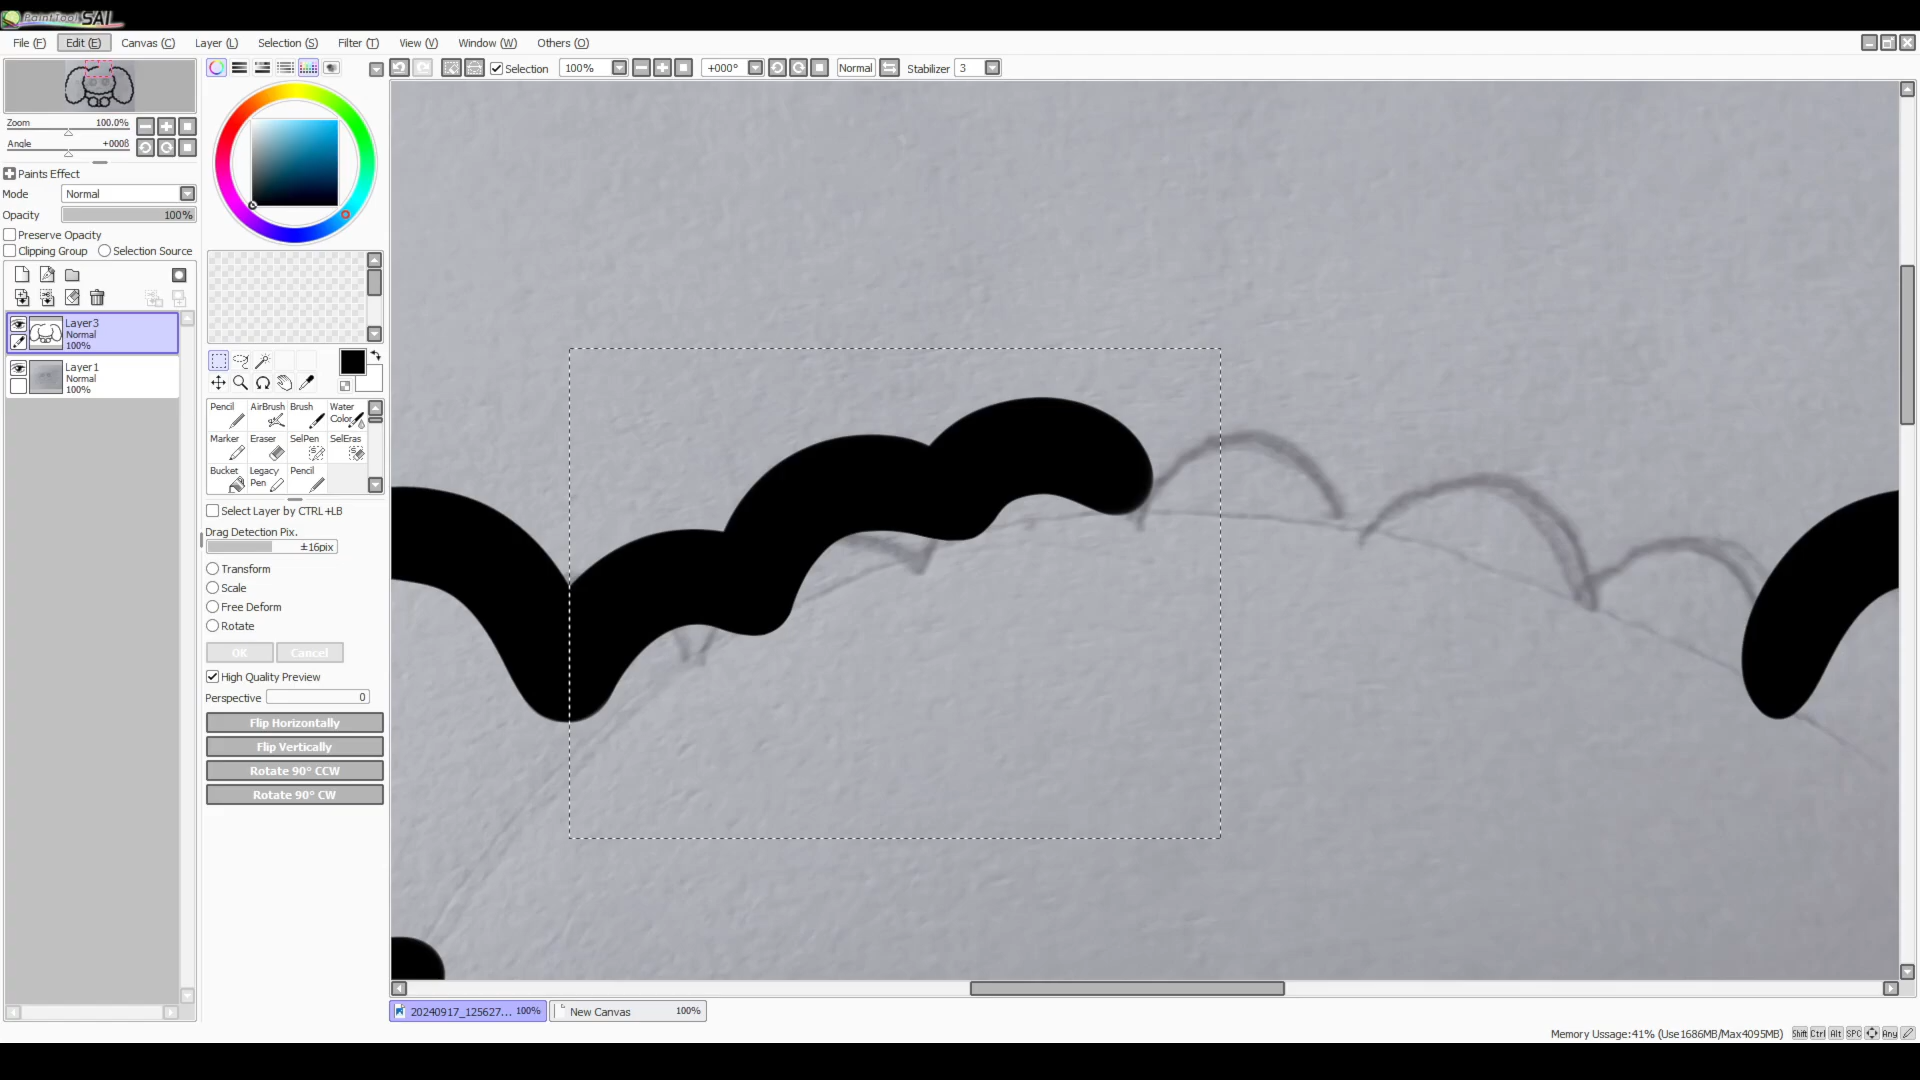 PaintTool SAI
File (F) Edit (E) Canvas (C) Layer (L) Selection (S) Filter (T) View (V) Window (W) Others (O)
Selection 100% +000° Normal Stabilizer 3
Zoom 100.0%
Angle +000ß
Paints Effect
Mode Normal
Opacity 100%
Preserve Opacity
Clipping Group Selection Source
Layer3
Normal
100%
Layer1
Normal
100%
Pencil AirBrush Brush Water Color
Marker Eraser SelPen SelEras
Bucket Legacy Pen Pencil
Select Layer by CTRL+LB
Drag Detection Pix.
±16pix
Transform
Scale
Free Deform
Rotate
OK Cancel
High Quality Preview
Perspective 0
Flip Horizontally
Flip Vertically
Rotate 90° CCW
Rotate 90° CW
20240917_125627... 100% New Canvas 100%
Memory Ussage:41% (Use1686MB/Max4095MB) Shift Ctrl Alt SPC Any